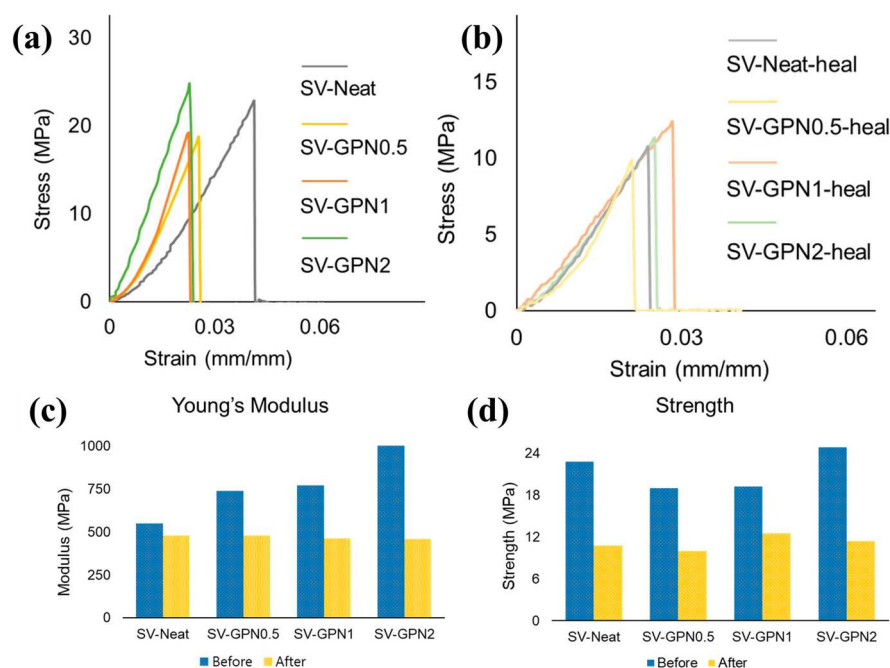 (a)
30
20
10
0
Stress (MPa)
0
0.03
0.06
Strain (mm/mm)
SV-Neat
SV-GPN0.5
SV-GPN1
SV-GPN2
(b)
15
10
5
0
Stress (MPa)
0
0.03
0.06
Strain (mm/mm)
SV-Neat-heal
SV-GPN0.5-heal
SV-GPN1-heal
SV-GPN2-heal
(c)
Young's Modulus
1000
750
500
250
0
Modulus (MPa)
SV-Neat
SV-GPN0.5
SV-GPN1
SV-GPN2
Before
After
(d)
Strength
24
18
12
6
0
Strength (MPa)
SV-Neat
SV-GPN0.5
SV-GPN1
SV-GPN2
Before
After